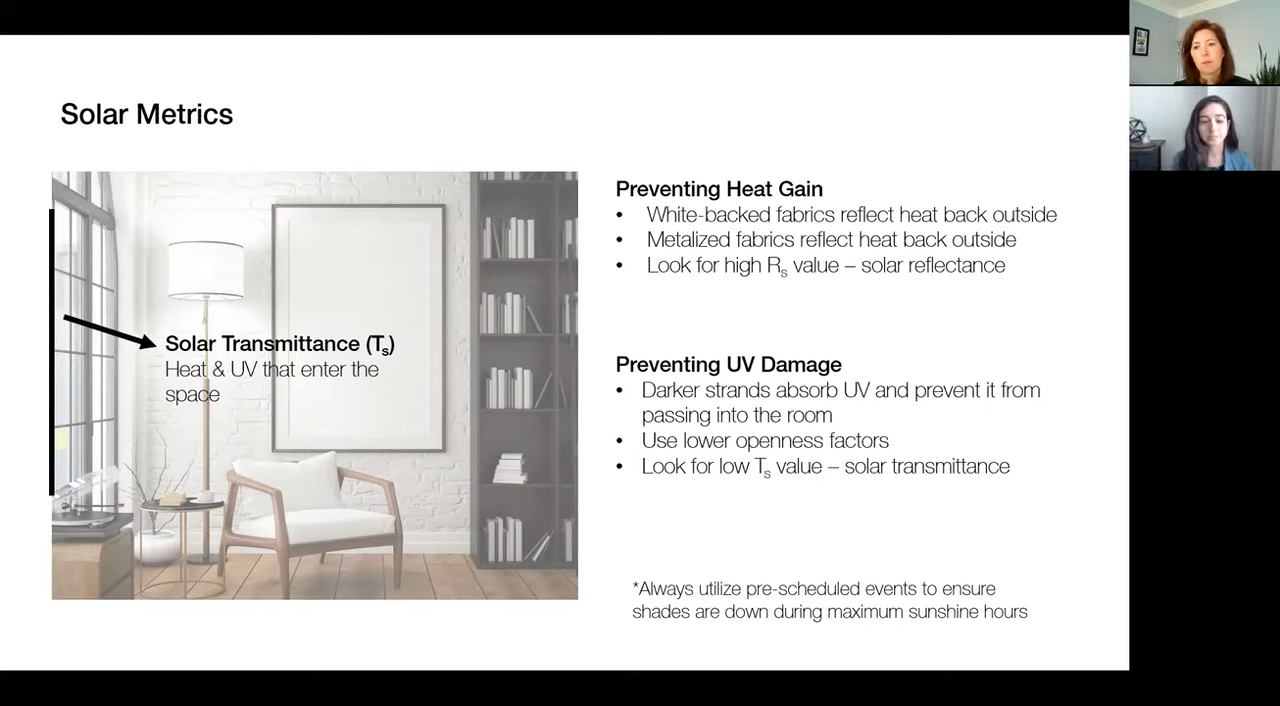 Solar Metrics
Solar Transmittance (Ts)
Heat & UV that enter the
space
Preventing Heat Gain
• White-backed fabrics reflect heat back outside
• Metalized fabrics reflect heat back outside
• Look for high Rs value – solar reflectance
Preventing UV Damage
• Darker strands absorb UV and prevent it from
passing into the room
• Use lower openness factors
• Look for low Ts value – solar transmittance
*Always utilize pre-scheduled events to ensure
shades are down during maximum sunshine hours